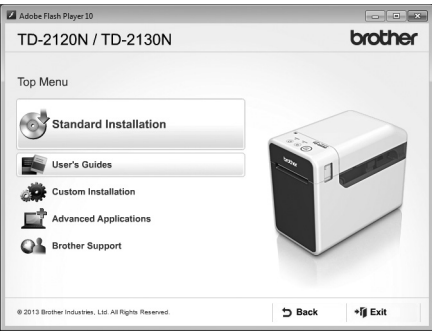 Adobe Flash Player 10
TD-2120N / TD-2130N
brother
Top Menu
Standard Installation
User's Guides
Custom Installation
Advanced Applications
Brother Support
brother
© 2013 Brother Industries, Ltd. All Rights Reserved.
Back
Exit